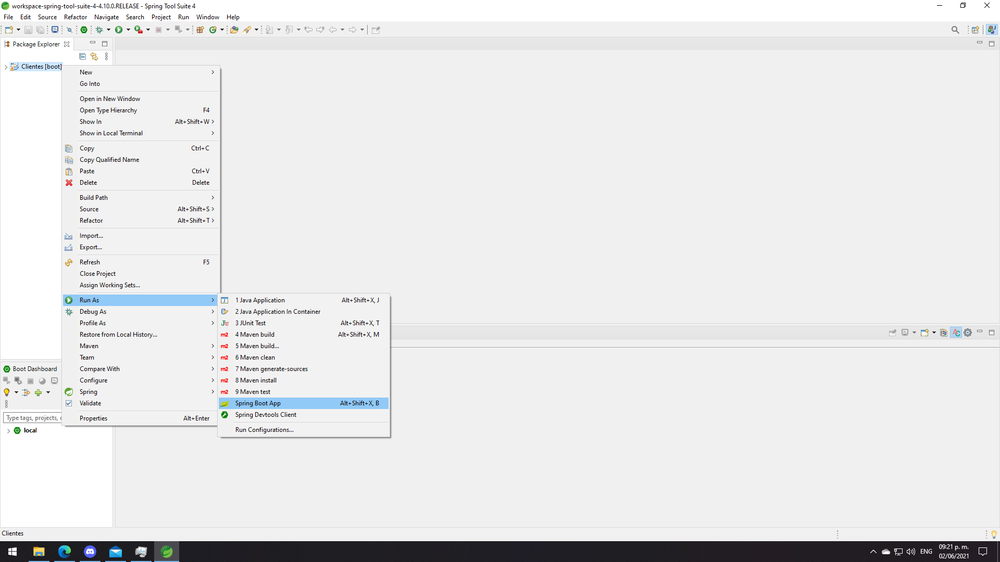 workspace-spring-tool-suite-4-4.10.0.RELEASE - Spring Tool Suite 4
File Edit Source Refactor Navigate Search Project Run Window Help
Package Explorer
Clientes [boot]
New
Go Into
Open in New Window
Open Type Hierarchy F4
Show In Alt+Shift+W
Show in Local Terminal
Copy Ctrl+C
Copy Qualified Name
Paste Ctrl+V
Delete Delete
Build Path
Source Alt+Shift+S
Refactor Alt+Shift+T
Import...
Export...
Refresh F5
Close Project
Assign Working Sets...
Run As
Debug As
Profile As
Restore from Local History...
Maven
Team
Compare With
Configure
Spring
Validate
Properties Alt+Enter
1 Java Application Alt+Shift+X, J
2 Java Application In Container
3 JUnit Test Alt+Shift+X, T
4 Maven build Alt+Shift+X, M
5 Maven build...
6 Maven clean
7 Maven generate-sources
8 Maven install
9 Maven test
Spring Boot App Alt+Shift+X, B
Spring Devtools Client
Run Configurations...
Boot Dashboard
Type tags, projects,
local
Clientes
ENG
09:21 p. m.
02/06/2021